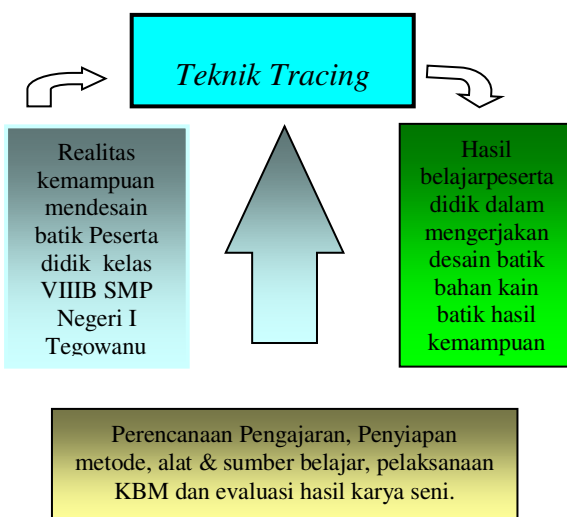 Teknik Tracing
Realitas
kemampuan
mendesain
batik Peserta
didik kelas
VIIIB SMP
Negeri I
Tegowanu
Hasil
belajarpeserta
didik dalam
mengerjakan
desain batik
bahan kain
batik hasil
kemampuan
Perencanaan Pengajaran, Penyiapan
metode, alat & sumber belajar, pelaksanaan
KBM dan evaluasi hasil karya seni.